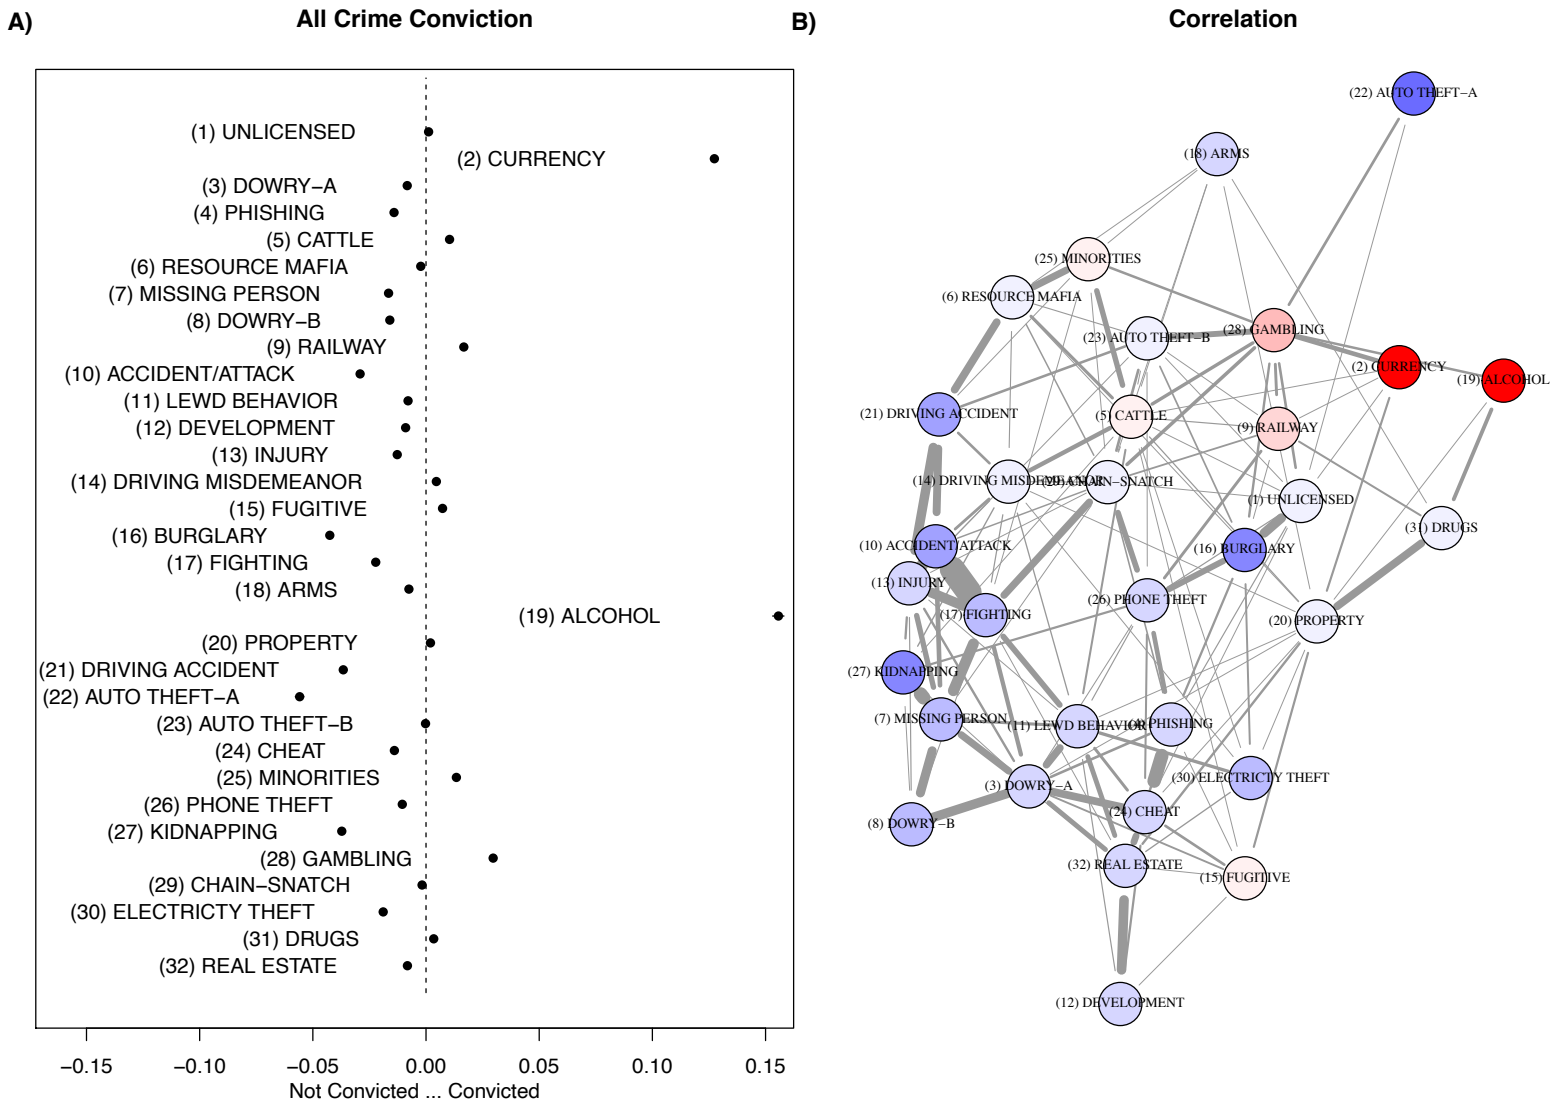 A)
All Crime Conviction
(1) UNLICENSED
(2) CURRENCY
(3) DOWRY−A
(4) PHISHING
(5) CATTLE
(6) RESOURCE MAFIA
(7) MISSING PERSON
(8) DOWRY−B
(9) RAILWAY
(10) ACCIDENT/ATTACK
(11) LEWD BEHAVIOR
(12) DEVELOPMENT
(13) INJURY
(14) DRIVING MISDEMEANOR
(15) FUGITIVE
(16) BURGLARY
(17) FIGHTING
(18) ARMS
(19) ALCOHOL
(20) PROPERTY
(21) DRIVING ACCIDENT
(22) AUTO THEFT−A
(23) AUTO THEFT−B
(24) CHEAT
(25) MINORITIES
(26) PHONE THEFT
(27) KIDNAPPING
(28) GAMBLING
(29) CHAIN−SNATCH
(30) ELECTRICTY THEFT
(31) DRUGS
(32) REAL ESTATE
−0.15 −0.10 −0.05 0.00 0.05 0.10 0.15
Not Convicted ... Convicted
B)
Correlation
(22) AUTO THEFT−A
(18) ARMS
(25) MINORITIES
(6) RESOURCE MAFIA
(23) AUTO THEFT−B
(28) GAMBLING
(2) CURRENCY
(19) ALCOHOL
(21) DRIVING ACCIDENT
(5) CATTLE
(9) RAILWAY
(14) DRIVING MISDEMEANOR
(29) CHAIN−SNATCH
(1) UNLICENSED
(31) DRUGS
(10) ACCIDENT/ATTACK
(16) BURGLARY
(13) INJURY
(26) PHONE THEFT
(17) FIGHTING
(20) PROPERTY
(27) KIDNAPPING
(7) MISSING PERSON
(11) LEWD BEHAVIOR
(4) PHISHING
(30) ELECTRICTY THEFT
(3) DOWRY−A
(24) CHEAT
(8) DOWRY−B
(32) REAL ESTATE
(15) FUGITIVE
(12) DEVELOPMENT